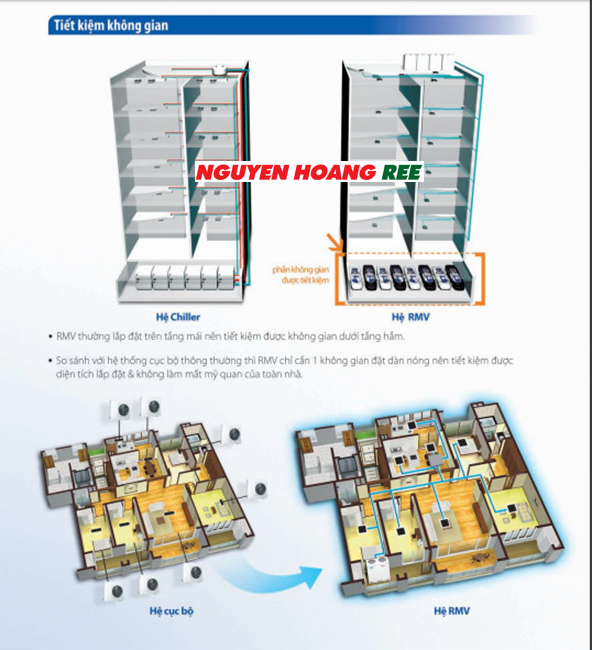 Tiết kiệm không gian
NGUYEN HOANG REE
phần không gian
được tiết kiệm
Hệ Chiller
Hệ RMV
• RMV thường lắp đặt trên tầng mái nên tiết kiệm được không gian dưới tầng hầm.
• So sánh với hệ thống cục bộ thông thường thì RMV chỉ cần 1 không gian đặt dàn nóng nên tiết kiệm được
diện tích lắp đặt & không làm mất mỹ quan của toàn nhà.
Hệ cục bộ
Hệ RMV